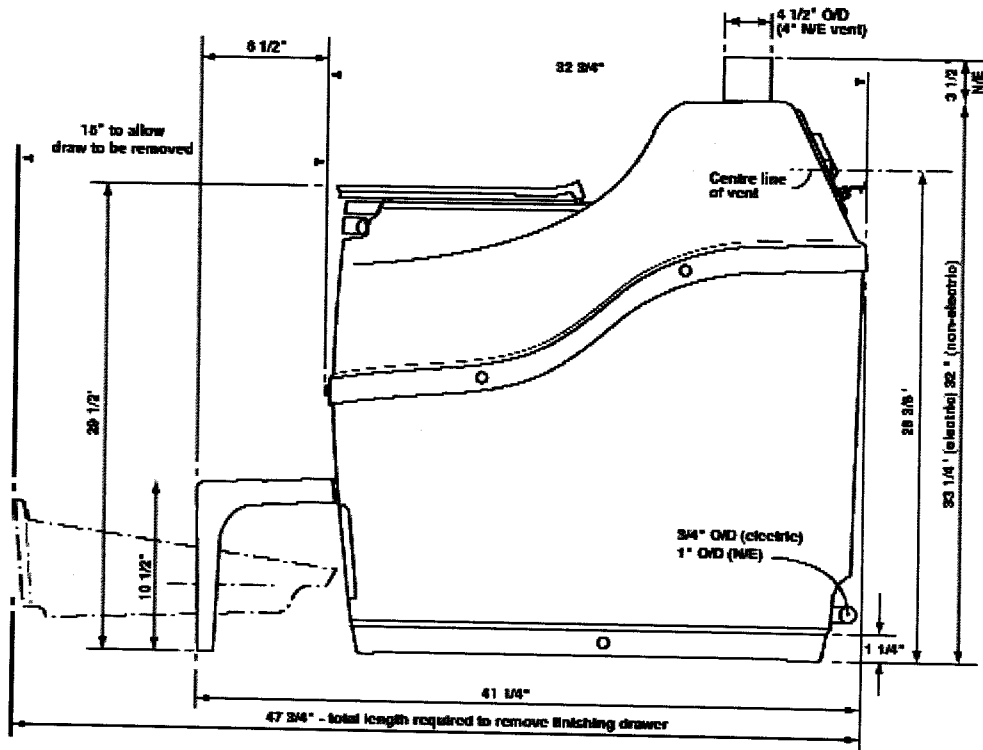 4 1/2" O/D
(4" N/E vent)
8 1/2"
32 3/4"
3 1/2'
N/E
15" to allow
draw to be removed
Centre line
of vent
29 1/2'
28 3/8'
33 1/4' (electric) 32 " (non-electric)
10 1/2"
3/4" O/D (electric)
1" O/D (N/E)
1 1/4"
41 1/4"
47 3/4" - total length required to remove finishing drawer